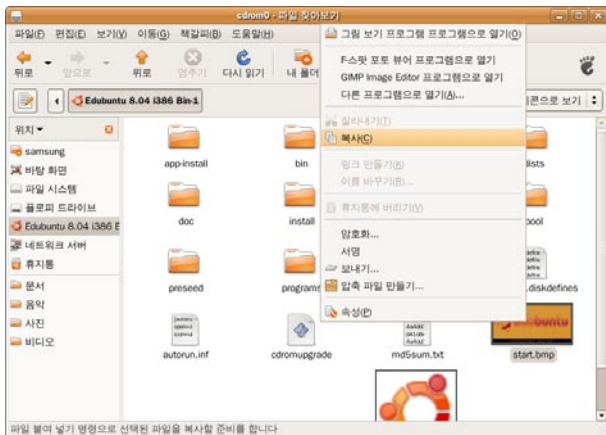 cdrom0 - 파일 찾아보기
파일(F) 편집(E) 보기(V) 이동(G) 책갈피(B) 도움말(H)
뒤로 앞으로 위로 멈추기 다시 읽기 내 폴더
Edubuntu 8.04 i386 Bin-1
콘으로 보기
위치
samsung
바탕 화면
파일 시스템
플로피 드라이브
Edubuntu 8.04 i386 E
네트워크 서버
휴지통
문서
음악
사진
비디오
그림 보기 프로그램 프로그램으로 열기(O)
F-스팟 포토 뷰어 프로그램으로 열기
GIMP Image Editor 프로그램으로 열기
다른 프로그램으로 열기(A)...
잘라내기(T)
복사(C)
링크 만들기(K)
이름 바꾸기(R)...
휴지통에 버리기(V)
암호화...
서명
보내기...
압축 파일 만들기...
속성(P)
app-install bin lists
doc install pool
preseed programs .diskdefines
autorun.inf cdromupgrade md5sum.txt start.bmp
파일 붙여 넣기 명령으로 선택된 파일을 복사할 준비를 합니다